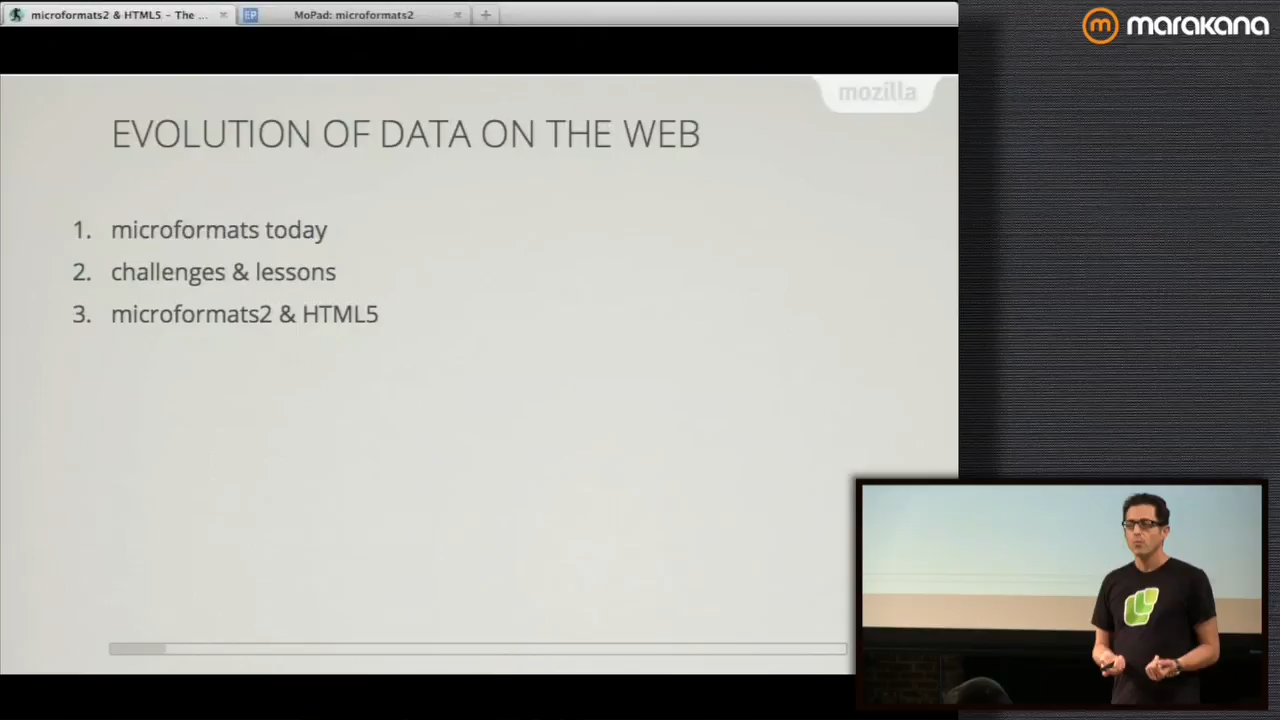 microformats2 & HTML5 - The ...
MoPad: microformats2
marakana
mozilla
EVOLUTION OF DATA ON THE WEB
1. microformats today
2. challenges & lessons
3. microformats2 & HTML5